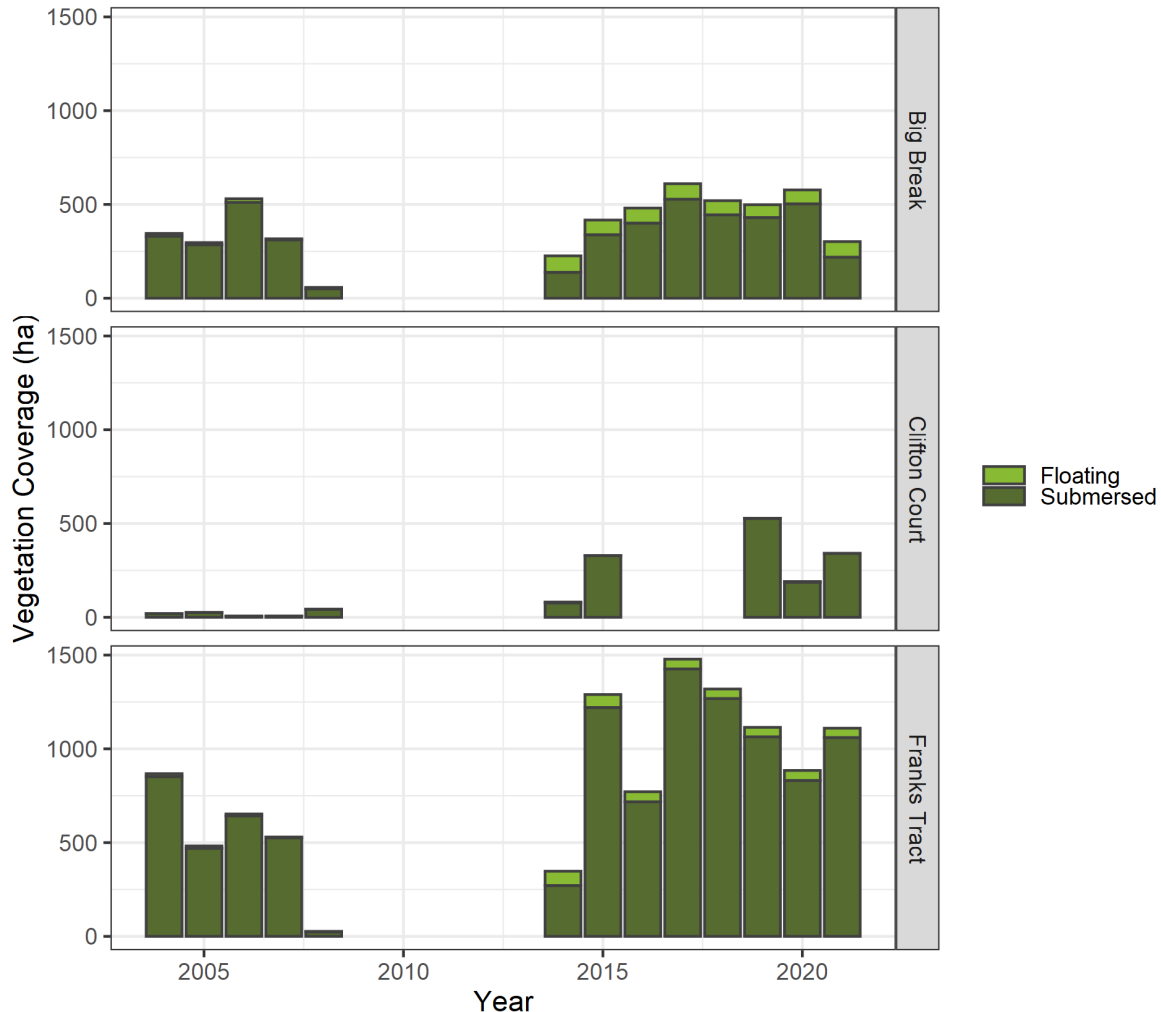 Vegetation Coverage (ha)
1500
1000
500
0
Big Break
1500
1000
500
0
Clifton Court
1500
1000
500
0
Franks Tract
2005 2010 2015 2020
Year
Floating
Submersed